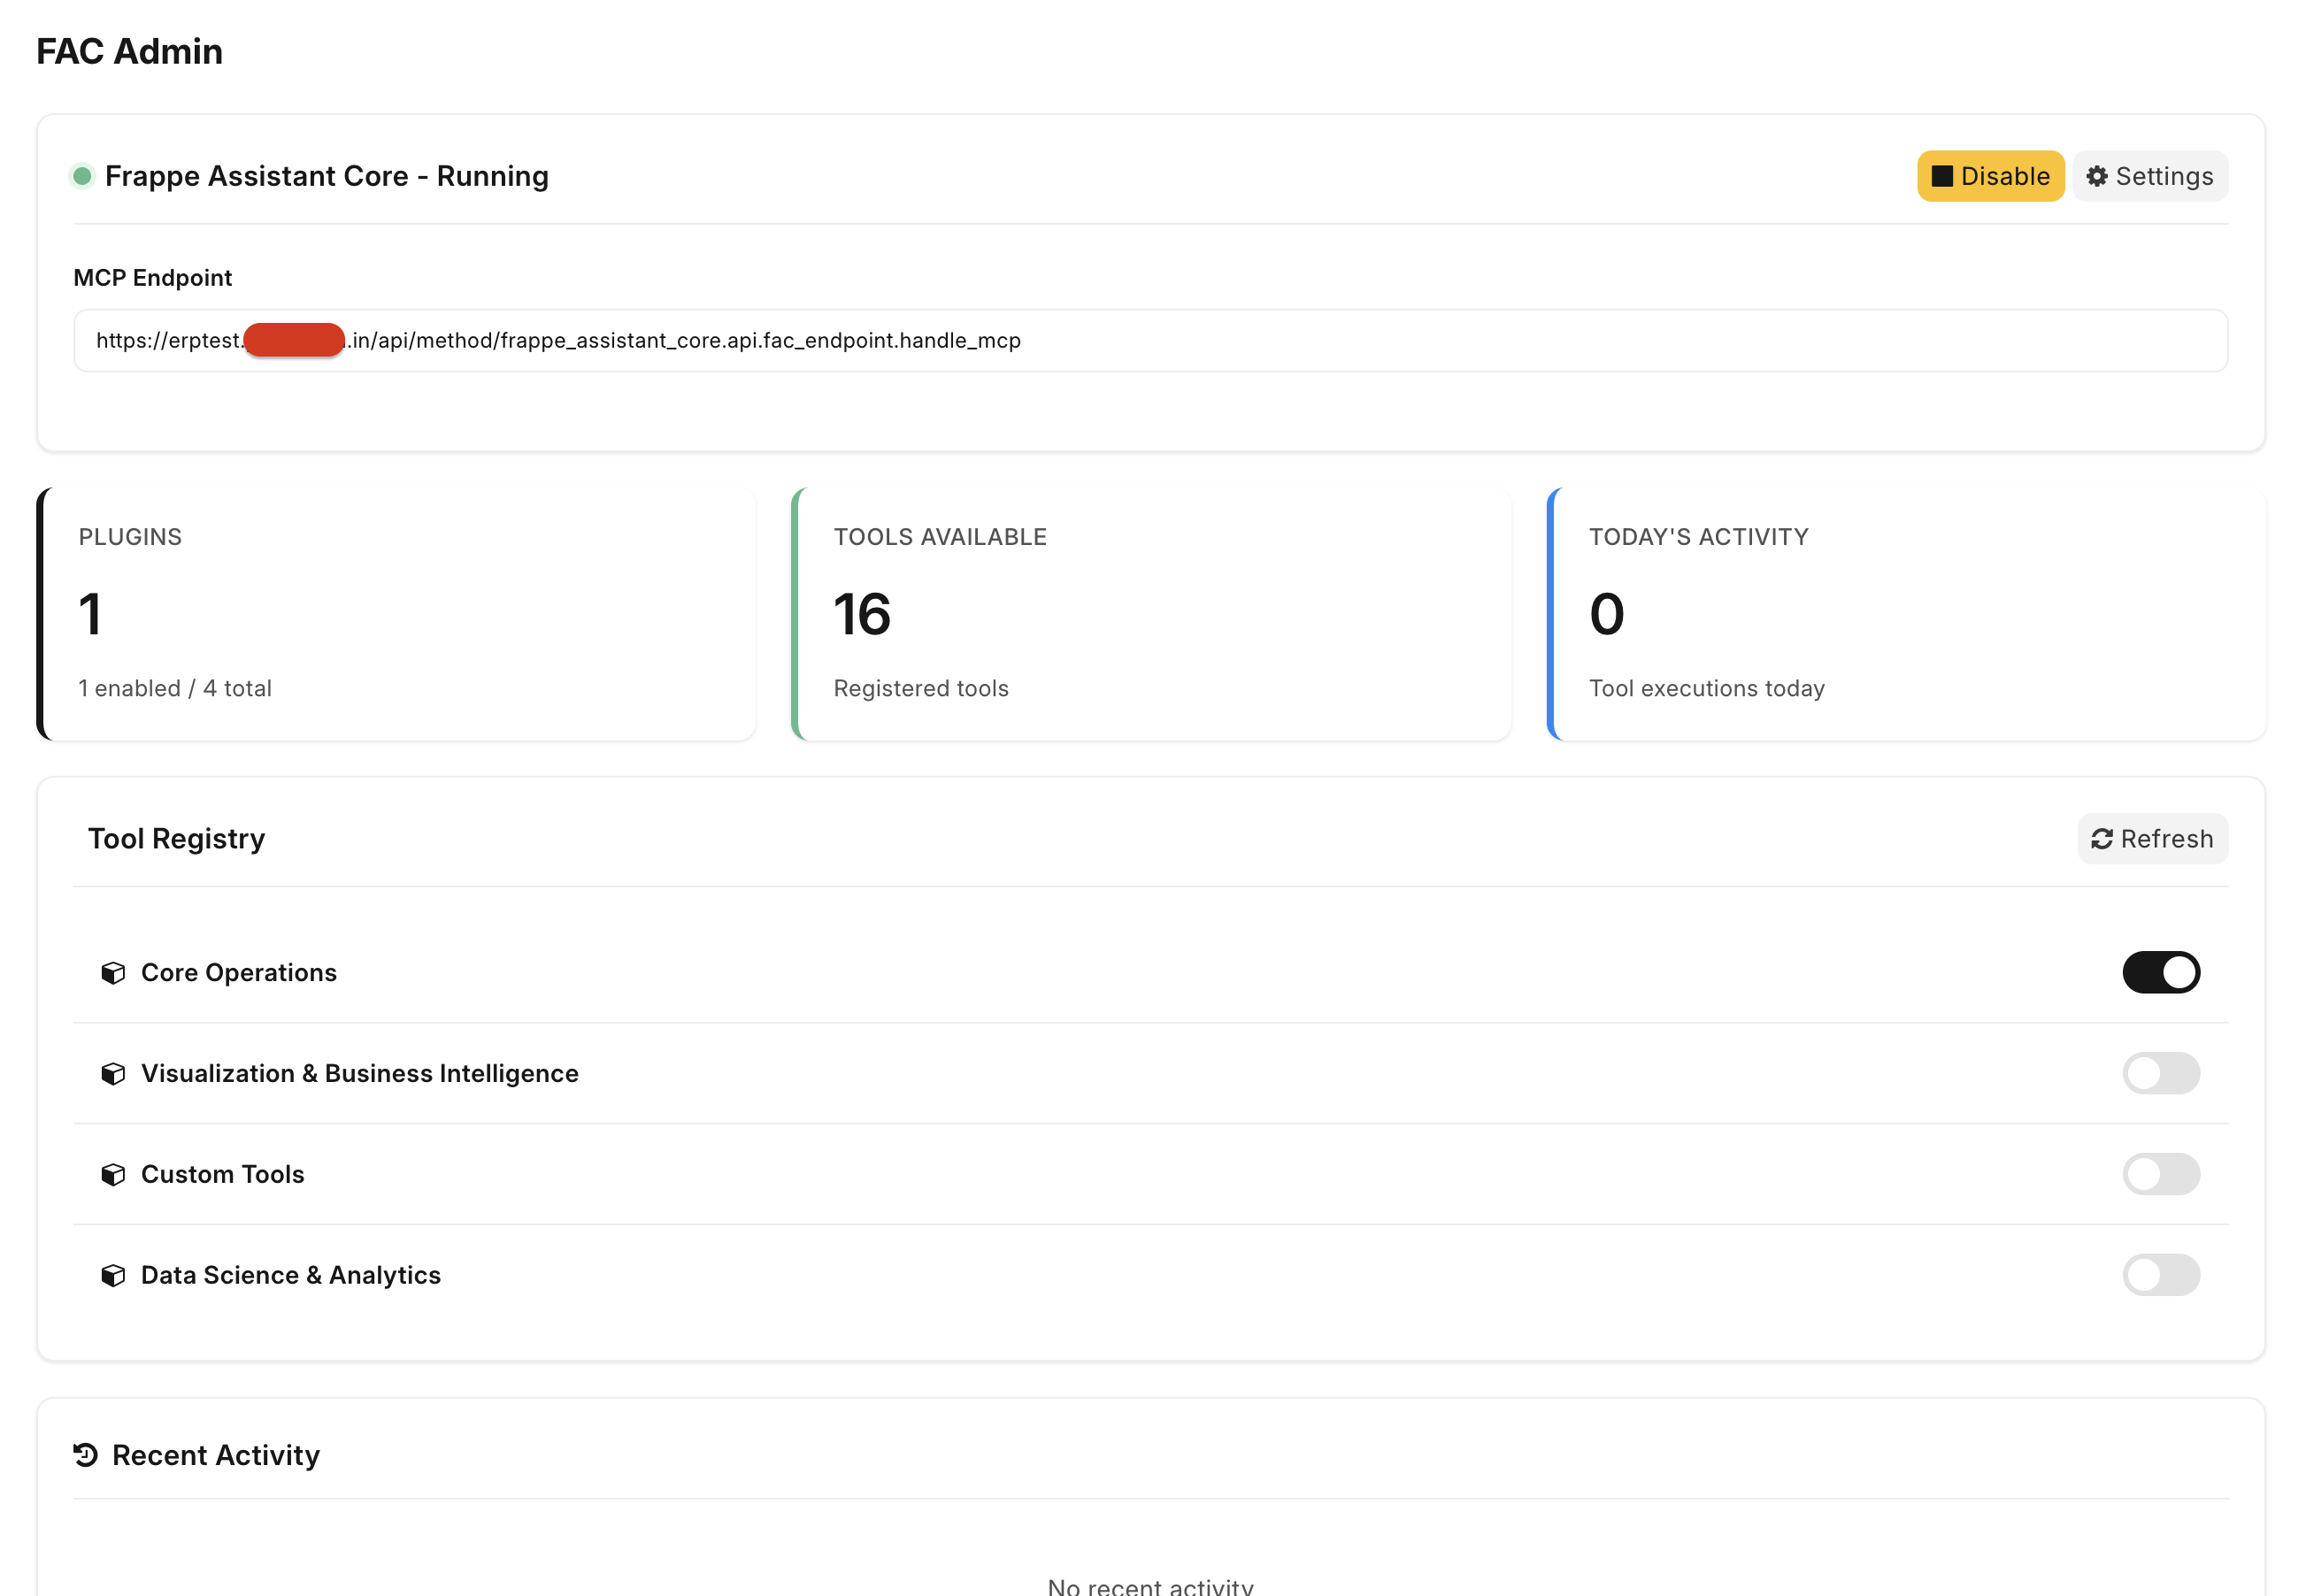 FAC Admin
Frappe Assistant Core - Running
Disable
Settings
MCP Endpoint
https://erptest. .in/api/method/frappe_assistant_core.api.fac_endpoint.handle_mcp
PLUGINS
1
1 enabled / 4 total
TOOLS AVAILABLE
16
Registered tools
TODAY'S ACTIVITY
0
Tool executions today
Tool Registry
Refresh
Core Operations
Visualization & Business Intelligence
Custom Tools
Data Science & Analytics
Recent Activity
No recent activity